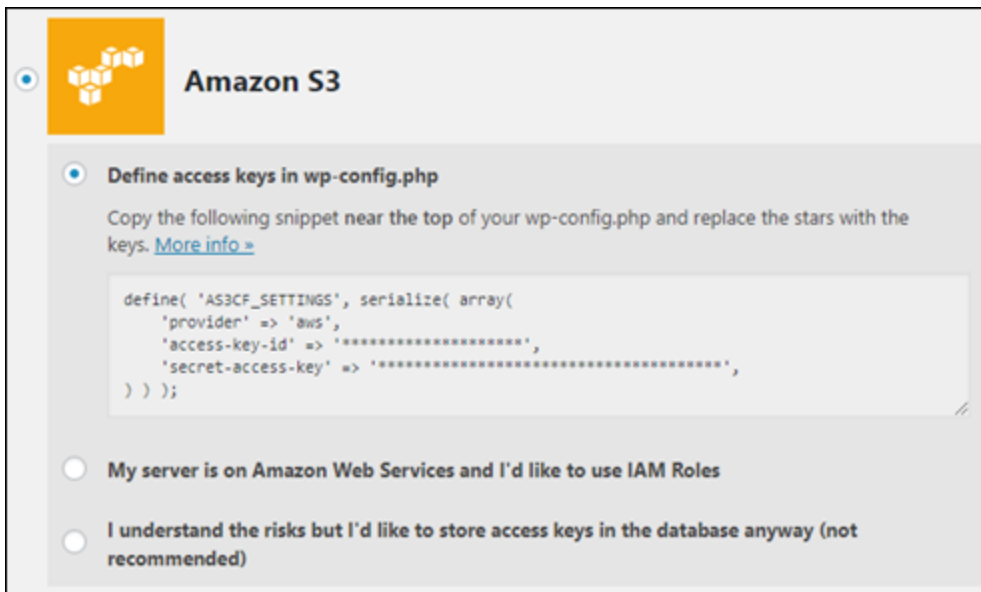 Amazon S3
Define access keys in wp-config.php
Copy the following snippet near the top of your wp-config.php and replace the stars with the
keys. More info »
define( 'AS3CF_SETTINGS', serialize( array(
    'provider' => 'aws',
    'access-key-id' => '********************',
    'secret-access-key' => '**************************************',
) ) );
My server is on Amazon Web Services and I'd like to use IAM Roles
I understand the risks but I'd like to store access keys in the database anyway (not
recommended)